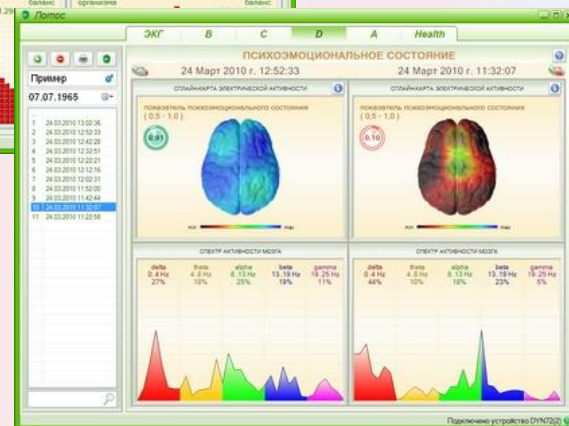 баланс
организма
баланс
Лотос
ЭКГ B C D A Health
ПСИХОЭМОЦИОНАЛЬНОЕ СОСТОЯНИЕ
24 Март 2010 г. 12:52:33
24 Март 2010 г. 11:32:07
Пример
07.07.1965
1 24.03.2010 13:02:36
2 24.03.2010 12:52:33
3 24.03.2010 12:42:28
4 24.03.2010 12:32:51
5 24.03.2010 12:22:21
6 24.03.2010 12:12:16
7 24.03.2010 12:02:31
8 24.03.2010 11:52:00
9 24.03.2010 11:42:44
10 24.03.2010 11:32:07
11 24.03.2010 11:22:58
СПЛАЙН-КАРТА ЭЛЕКТРИЧЕСКОЙ АКТИВНОСТИ
показатель психоэмоционального состояния
( 0,5 - 1,0 )
0,91
min max
СПЛАЙН-КАРТА ЭЛЕКТРИЧЕСКОЙ АКТИВНОСТИ
показатель психоэмоционального состояния
( 0,5 - 1,0 )
0,10
min max
СПЕКТР АКТИВНОСТИ МОЗГА
delta theta alpha beta gamma
0..4 Hz 4..8 Hz 8..13 Hz 13..19 Hz 19..25 Hz
27% 18% 25% 19% 11%
СПЕКТР АКТИВНОСТИ МОЗГА
delta theta alpha beta gamma
0..4 Hz 4..8 Hz 8..13 Hz 13..19 Hz 19..25 Hz
44% 10% 18% 23% 5%
Подключено устройство DYN72(2)